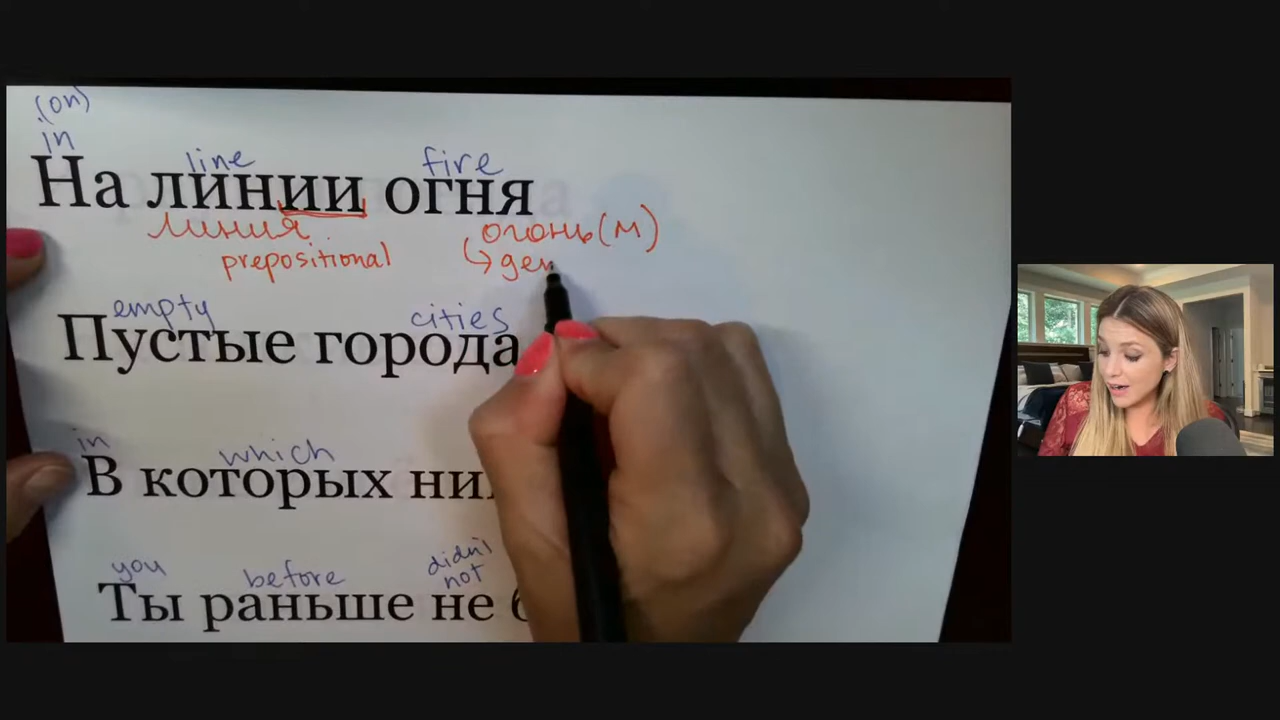 (on)
in line fire
На линии огня
линия огонь (м)
prepositional ↳ gen
empty cities
Пустые города
in which
В которых ни
you before didn't
not
Ты раньше не